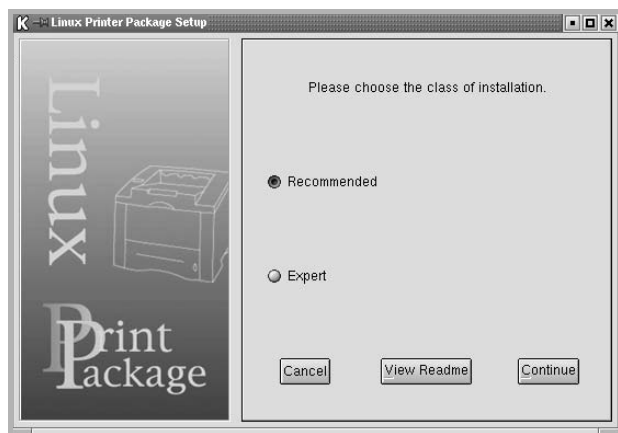 Linux Printer Package Setup
Linux
Print
Package
Please choose the class of installation.
Recommended
Expert
Cancel
View Readme
Continue